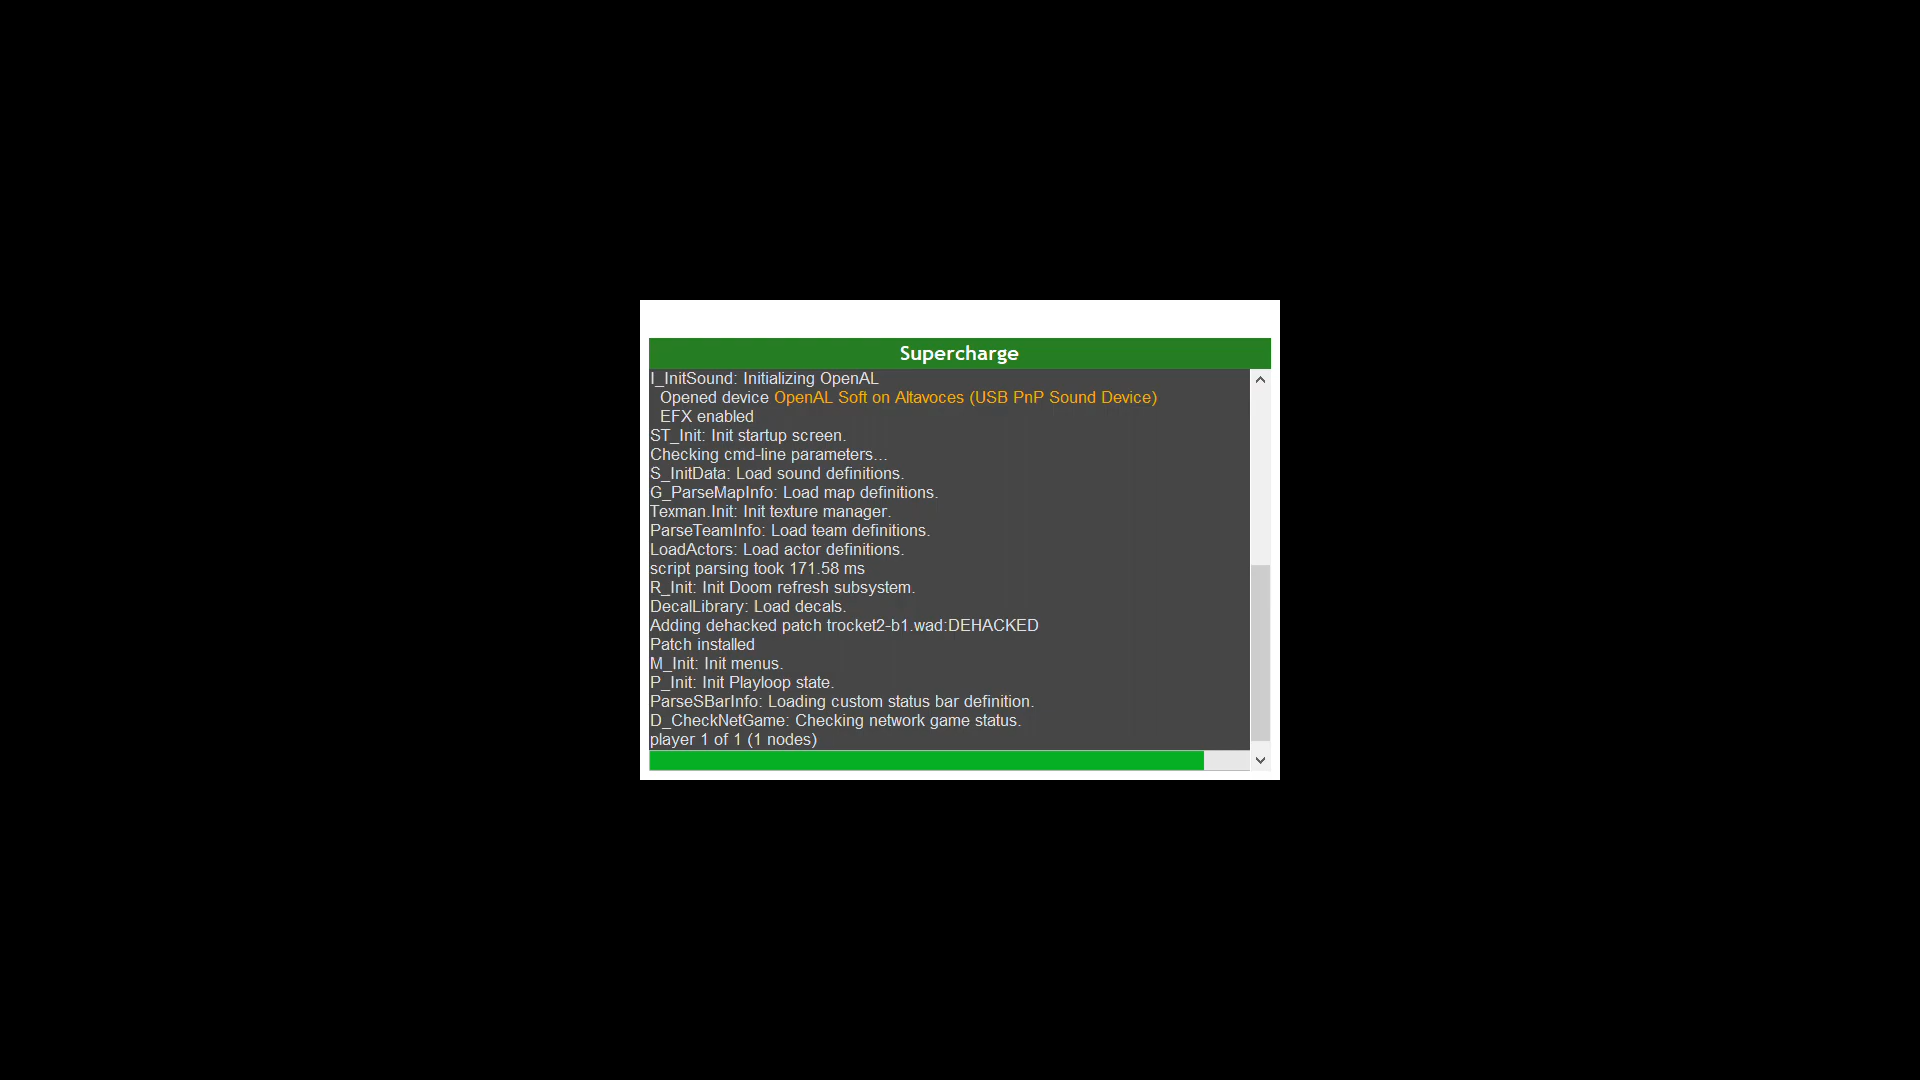 Supercharge
I_InitSound: Initializing OpenAL
Opened device OpenAL Soft on Altavoces (USB PnP Sound Device)
EFX enabled
ST_Init: Init startup screen.
Checking cmd-line parameters...
S_InitData: Load sound definitions.
G_ParseMapInfo: Load map definitions.
Texman.Init: Init texture manager.
ParseTeamInfo: Load team definitions.
LoadActors: Load actor definitions.
script parsing took 171.58 ms
R_Init: Init Doom refresh subsystem.
DecalLibrary: Load decals.
Adding dehacked patch trocket2-b1.wad:DEHACKED
Patch installed
M_Init: Init menus.
P_Init: Init Playloop state.
ParseSBarInfo: Loading custom status bar definition.
D_CheckNetGame: Checking network game status.
player 1 of 1 (1 nodes)